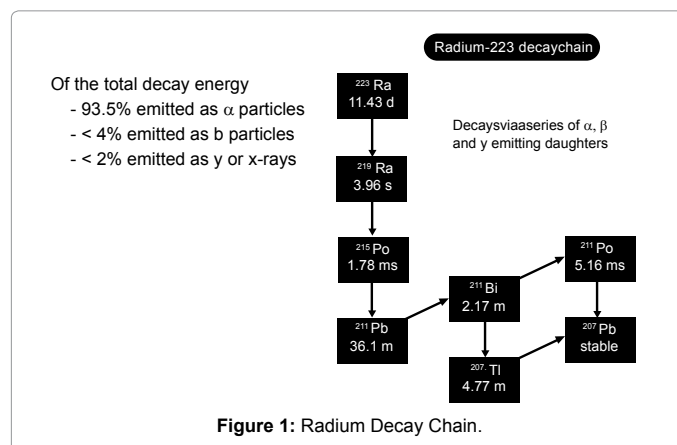 Radium-223 decaychain
Of the total decay energy
- 93.5% emitted as α particles
- < 4% emitted as b particles
- < 2% emitted as y or x-rays
Decaysviaaseries of α, β
and y emitting daughters
²²³ Ra
11.43 d
²¹⁹ Ra
3.96 s
²¹⁵ Po
1.78 ms
²¹¹ Pb
36.1 m
²¹¹ Bi
2.17 m
²¹¹ Po
5.16 ms
²⁰⁷ Pb
stable
²⁰⁷· Tl
4.77 m
Figure 1: Radium Decay Chain.